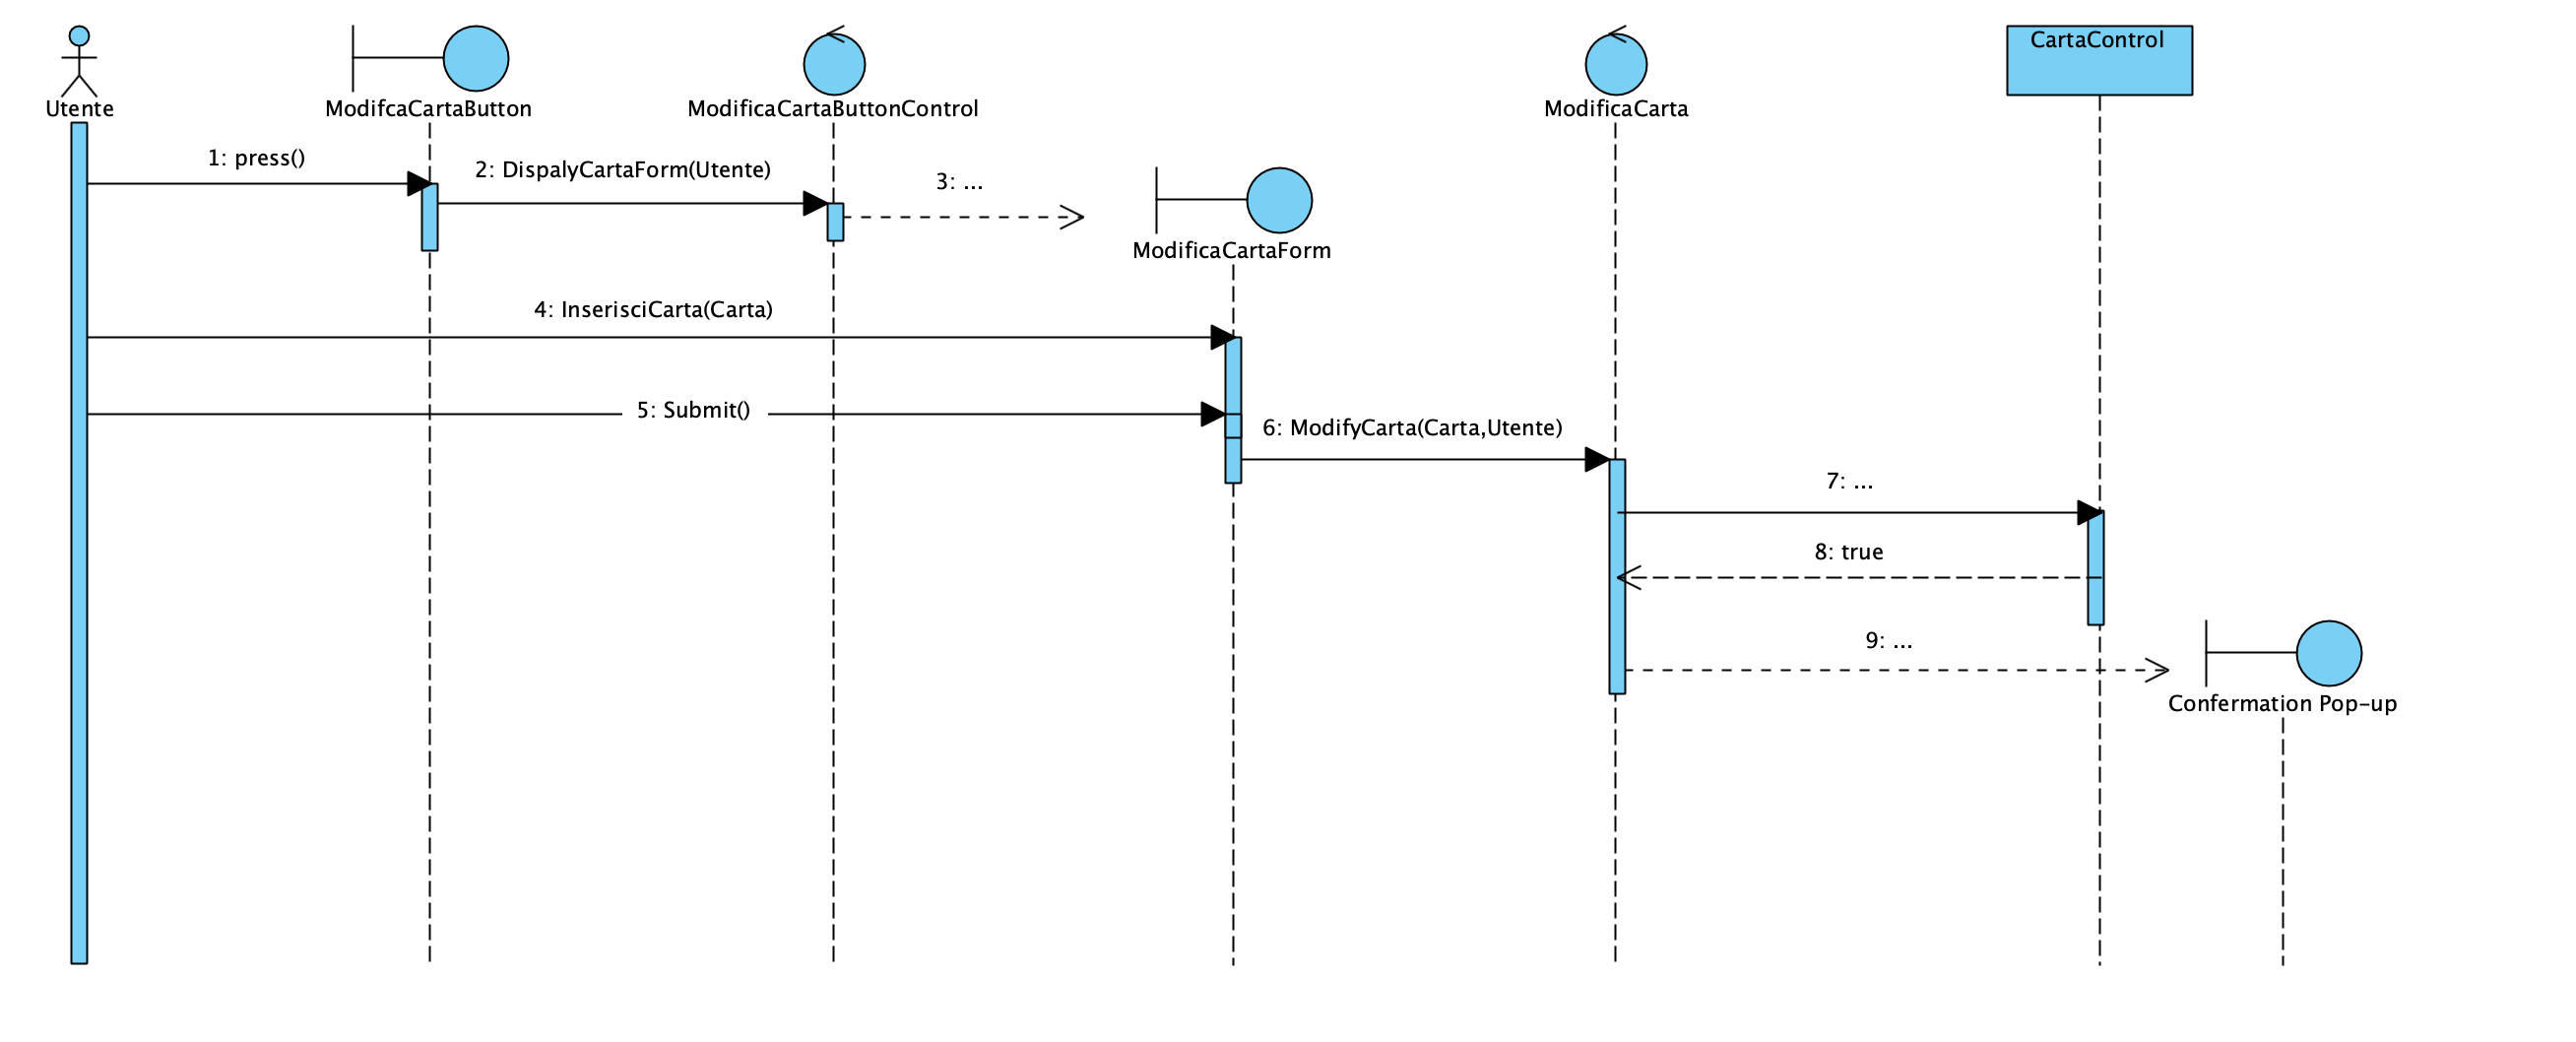 CartaControl
Utente
ModifcaCartaButton
ModificaCartaButtonControl
ModificaCarta
1: press()
2: DispalyCartaForm(Utente)
3: ...
ModificaCartaForm
4: InserisciCarta(Carta)
5: Submit()
6: ModifyCarta(Carta,Utente)
7: ...
8: true
9: ...
Confermation Pop-up